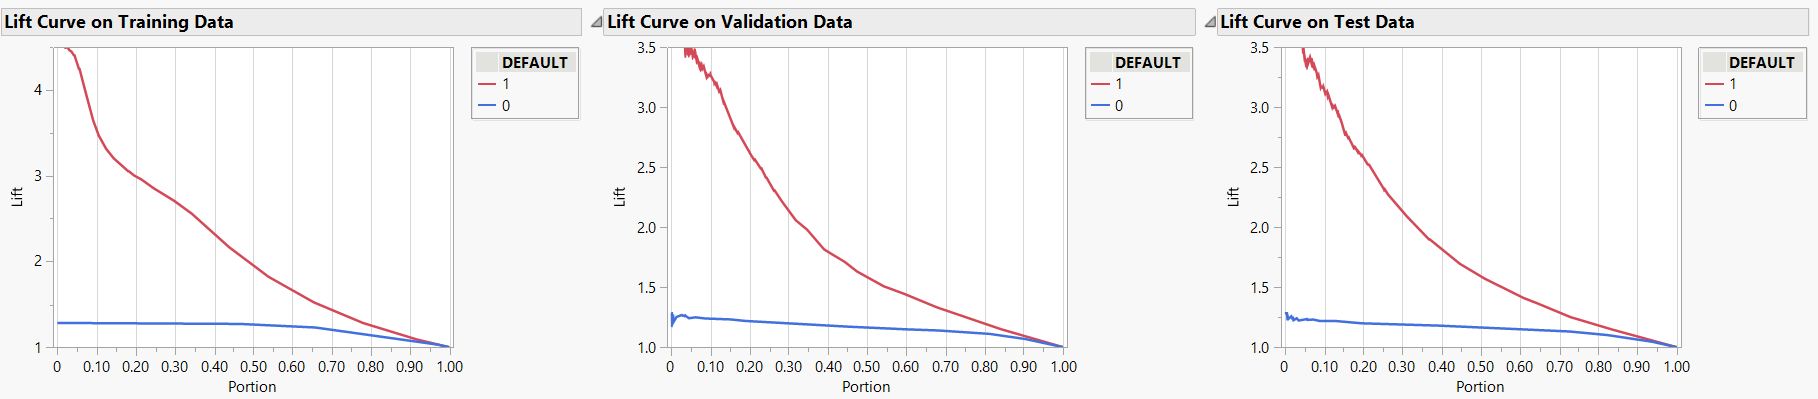 Lift Curve on Training Data
4
3
2
1
Lift
0 0.10 0.20 0.30 0.40 0.50 0.60 0.70 0.80 0.90 1.00
Portion
DEFAULT
1
0
Lift Curve on Validation Data
3.5
3.0
2.5
2.0
1.5
1.0
Lift
0 0.10 0.20 0.30 0.40 0.50 0.60 0.70 0.80 0.90 1.00
Portion
DEFAULT
1
0
Lift Curve on Test Data
3.5
3.0
2.5
2.0
1.5
1.0
Lift
0 0.10 0.20 0.30 0.40 0.50 0.60 0.70 0.80 0.90 1.00
Portion
DEFAULT
1
0